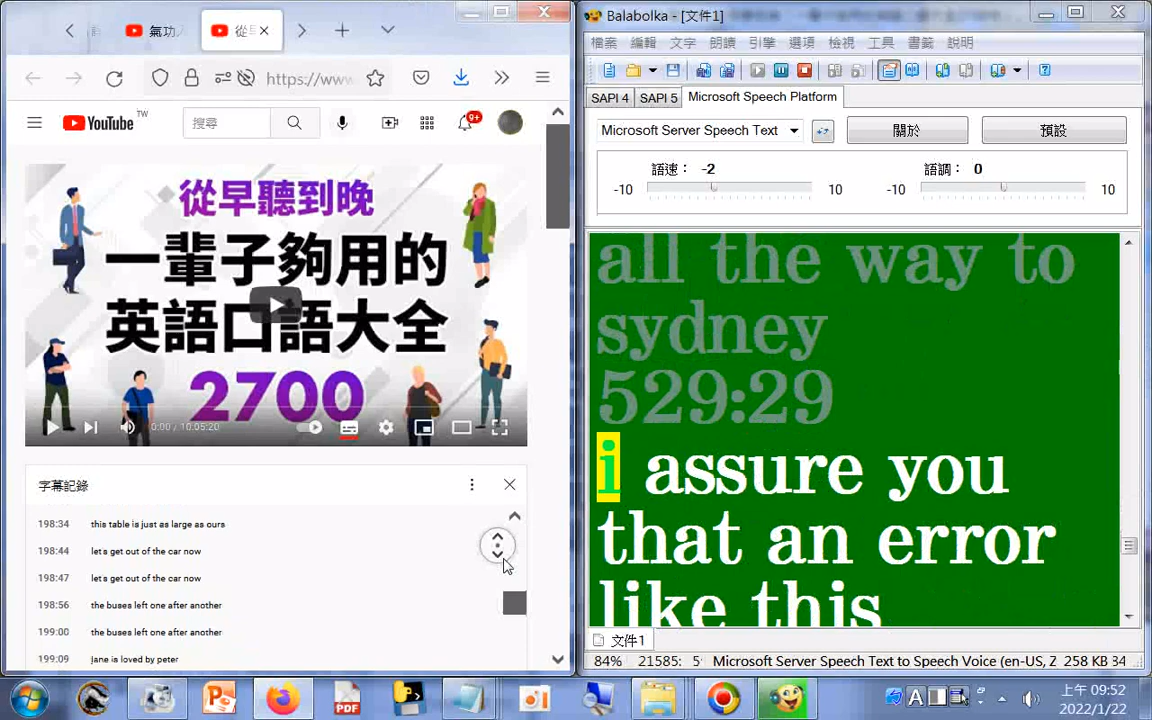 氣功
從
https://www
YouTube TW
搜尋
9+
從早聽到晚
一輩子夠用的
英語口語大全
2700
0:00 / 10:05:20
字幕記錄
198:34 this table is just as large as ours
198:44 let's get out of the car now
198:47 let's get out of the car now
198:56 the buses left one after another
199:00 the buses left one after another
199:09 jane is loved by peter
Balabolka - [文件1]
檔案 編輯 文字 朗讀 引擎 選項 檢視 工具 書籤 說明
SAPI 4 SAPI 5 Microsoft Speech Platform
Microsoft Server Speech Text 關於 預設
語速： -2 語調： 0
-10 10 -10 10
all the way to
sydney
529:29
i assure you
that an error
like this
文件1
84% 21585: 5 Microsoft Server Speech Text to Speech Voice (en-US, Z 258 KB 34
PDF
A
上午 09:52
2022/1/22